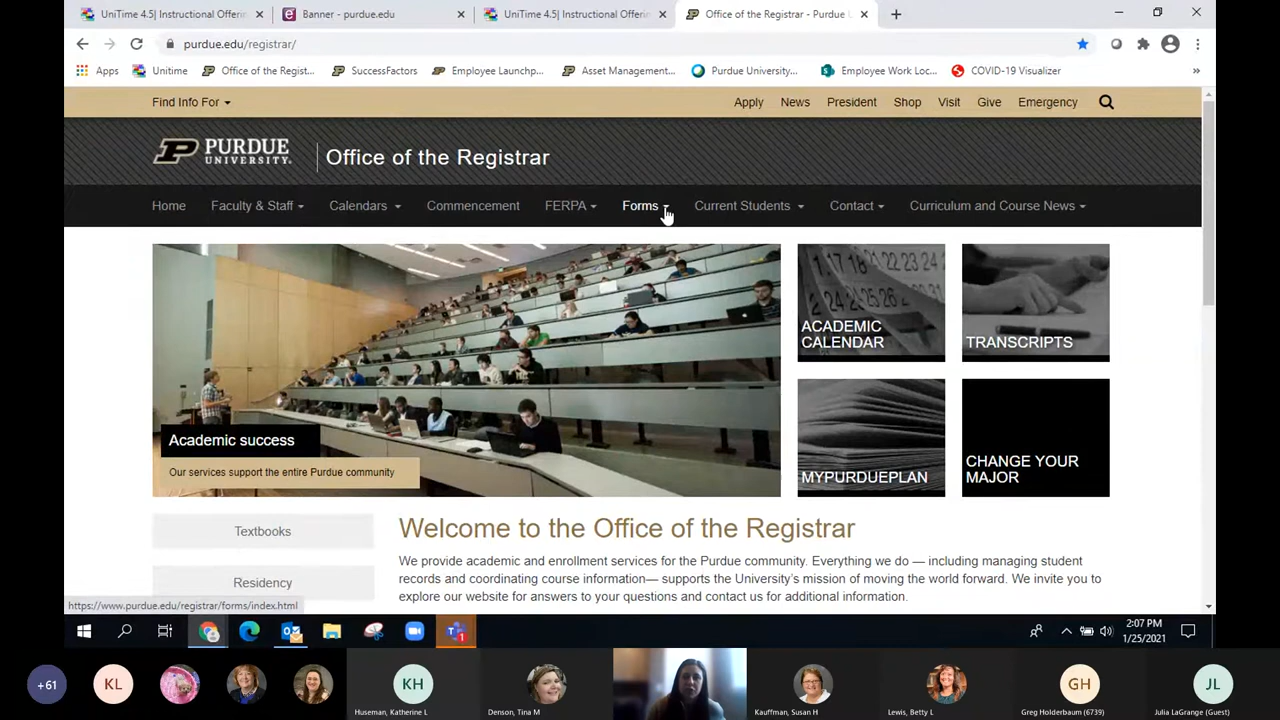 UniTime 4.5| Instructional Offerin
Banner - purdue.edu
UniTime 4.5| Instructional Offerin
Office of the Registrar - Purdue U
purdue.edu/registrar/
Apps
Unitime
Office of the Regist...
SuccessFactors
Employee Launchp...
Asset Management...
Purdue University...
Employee Work Loc...
COVID-19 Visualizer
Find Info For
Apply
News
President
Shop
Visit
Give
Emergency
PURDUE
UNIVERSITY.
Office of the Registrar
Home
Faculty & Staff
Calendars
Commencement
FERPA
Forms
Current Students
Contact
Curriculum and Course News
ACADEMIC
CALENDAR
TRANSCRIPTS
Academic success
Our services support the entire Purdue community
MYPURDUEPLAN
CHANGE YOUR
MAJOR
Textbooks
Residency
Welcome to the Office of the Registrar
We provide academic and enrollment services for the Purdue community. Everything we do — including managing student
records and coordinating course information— supports the University's mission of moving the world forward. We invite you to
explore our website for answers to your questions and contact us for additional information.
https://www.purdue.edu/registrar/forms/index.html
2:07 PM
1/25/2021
+61
KL
KH
Huseman, Katherine L
Denson, Tina M
Kauffman, Susan H
Lewis, Betty L
GH
Greg Holderbaum (6739)
JL
Julia LaGrange (Guest)